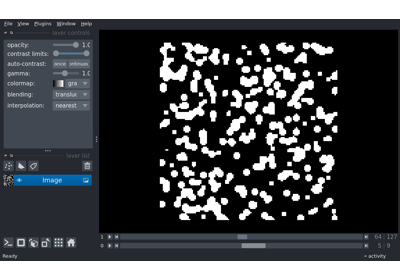 File View Plugins Window Help
layer controls
opacity: 1.0
contrast limits:
auto-contrast: once
gamma: 1.0
colormap: gra
blending: translu
interpolation: nearest
layer list
Image
1 64 127
0 5 9
Ready activity